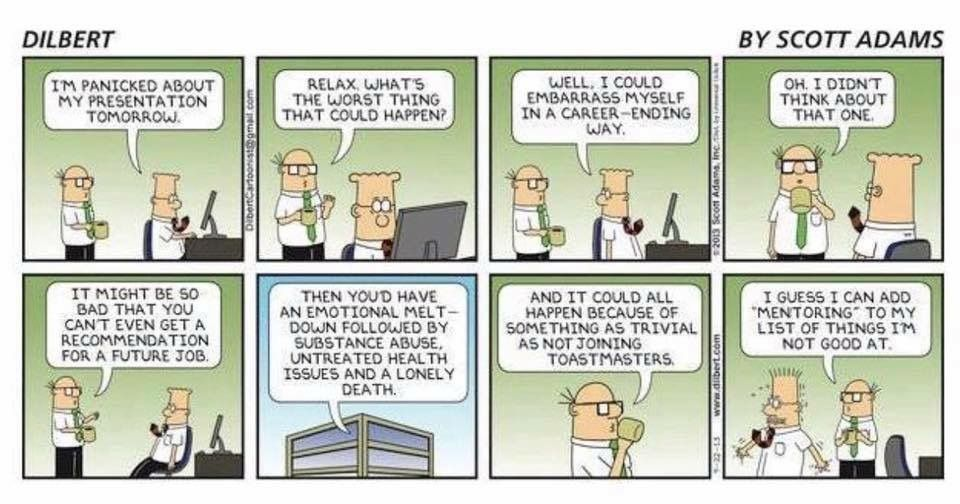 DILBERT
BY SCOTT ADAMS
I'M PANICKED ABOUT
MY PRESENTATION
TOMORROW.
DilbertCartoonist@gmail.com
RELAX. WHAT'S
THE WORST THING
THAT COULD HAPPEN?
WELL, I COULD
EMBARRASS MYSELF
IN A CAREER-ENDING
WAY.
©2013 Scott Adams, Inc. /Dist. by Universal Uclick
OH. I DIDN'T
THINK ABOUT
THAT ONE.
IT MIGHT BE SO
BAD THAT YOU
CAN'T EVEN GET A
RECOMMENDATION
FOR A FUTURE JOB.
THEN YOU'D HAVE
AN EMOTIONAL MELT-
DOWN FOLLOWED BY
SUBSTANCE ABUSE,
UNTREATED HEALTH
ISSUES AND A LONELY
DEATH.
AND IT COULD ALL
HAPPEN BECAUSE OF
SOMETHING AS TRIVIAL
AS NOT JOINING
TOASTMASTERS.
9-22-13 www.dilbert.com
I GUESS I CAN ADD
"MENTORING" TO MY
LIST OF THINGS I'M
NOT GOOD AT.